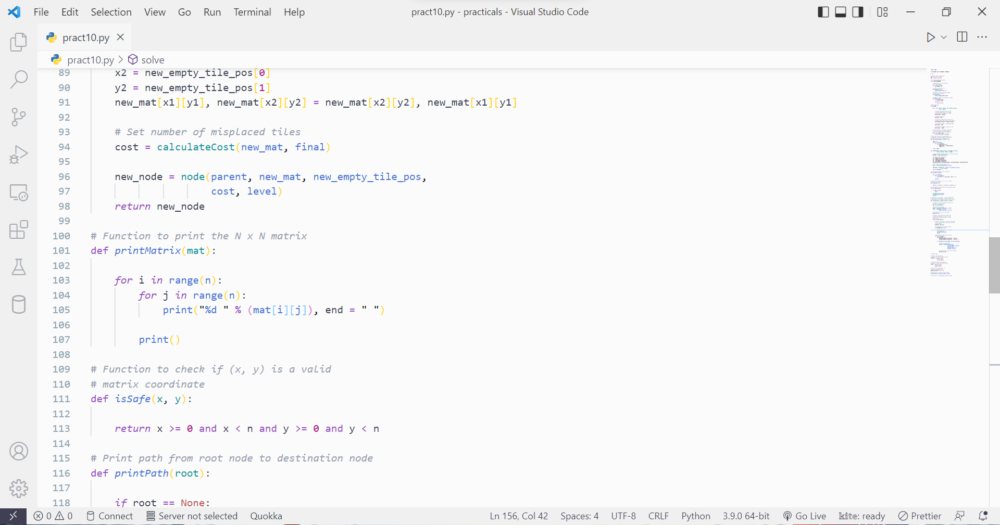 File Edit Selection View Go Run Terminal Help pract10.py - practicals - Visual Studio Code
pract10.py
pract10.py > solve
89 x2 = new_empty_tile_pos[0]
90 y2 = new_empty_tile_pos[1]
91 new_mat[x1][y1], new_mat[x2][y2] = new_mat[x2][y2], new_mat[x1][y1]
92
93 # Set number of misplaced tiles
94 cost = calculateCost(new_mat, final)
95
96 new_node = node(parent, new_mat, new_empty_tile_pos,
97 cost, level)
98 return new_node
99
100 # Function to print the N x N matrix
101 def printMatrix(mat):
102
103 for i in range(n):
104 for j in range(n):
105 print("%d " % (mat[i][j]), end = " ")
106
107 print()
108
109 # Function to check if (x, y) is a valid
110 # matrix coordinate
111 def isSafe(x, y):
112
113 return x >= 0 and x < n and y >= 0 and y < n
114
115 # Print path from root node to destination node
116 def printPath(root):
117
118 if root == None:
0 0 Connect Server not selected Quokka Ln 156, Col 42 Spaces: 4 UTF-8 CRLF Python 3.9.0 64-bit Go Live kite: ready Prettier